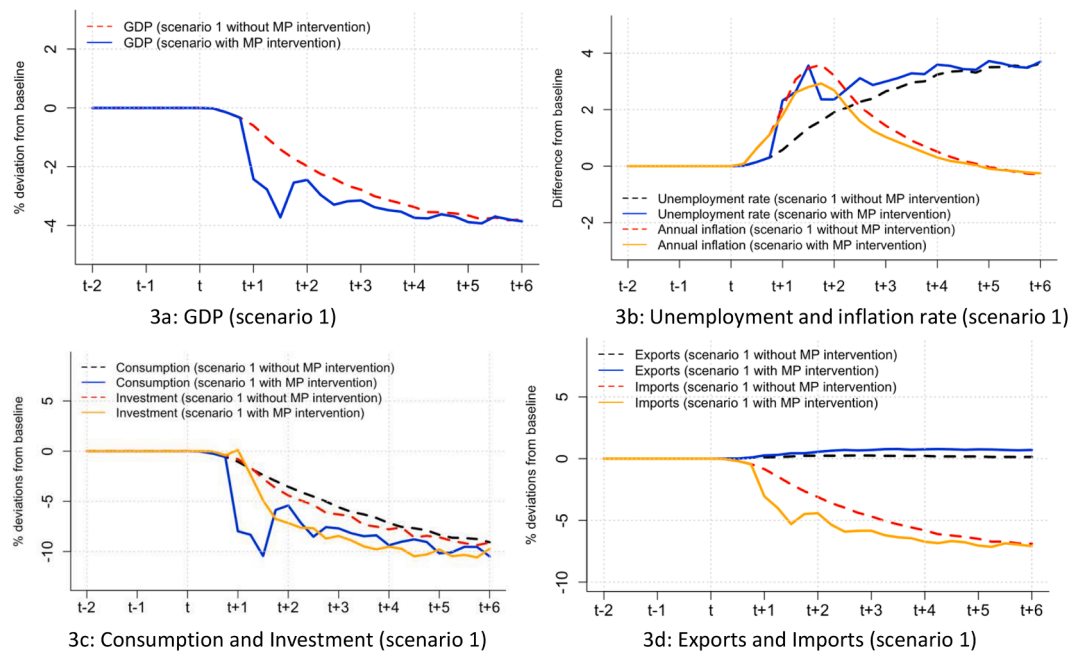 GDP (scenario 1 without MP intervention)
GDP (scenario with MP intervention)
% deviation from baseline
2
0
-2
-4
t-2 t-1 t t+1 t+2 t+3 t+4 t+5 t+6
3a: GDP (scenario 1)
Difference from baseline
4
2
0
-2
Unemployment rate (scenario 1 without MP intervention)
Unemployment rate (scenario with MP intervention)
Annual inflation (scenario 1 without MP intervention)
Annual inflation (scenario with MP intervention)
t-2 t-1 t t+1 t+2 t+3 t+4 t+5 t+6
3b: Unemployment and inflation rate (scenario 1)
Consumption (scenario 1 without MP intervention)
Consumption (scenario 1 with MP intervention)
Investment (scenario 1 without MP intervention)
Investment (scenario 1 with MP intervention)
% deviations from baseline
5
0
-5
-10
t-2 t-1 t t+1 t+2 t+3 t+4 t+5 t+6
3c: Consumption and Investment (scenario 1)
Exports (scenario 1 without MP intervention)
Exports (scenario 1 with MP intervention)
Imports (scenario 1 without MP intervention)
Imports (scenario 1 with MP intervention)
% deviations from baseline
5
0
-5
-10
t-2 t-1 t t+1 t+2 t+3 t+4 t+5 t+6
3d: Exports and Imports (scenario 1)